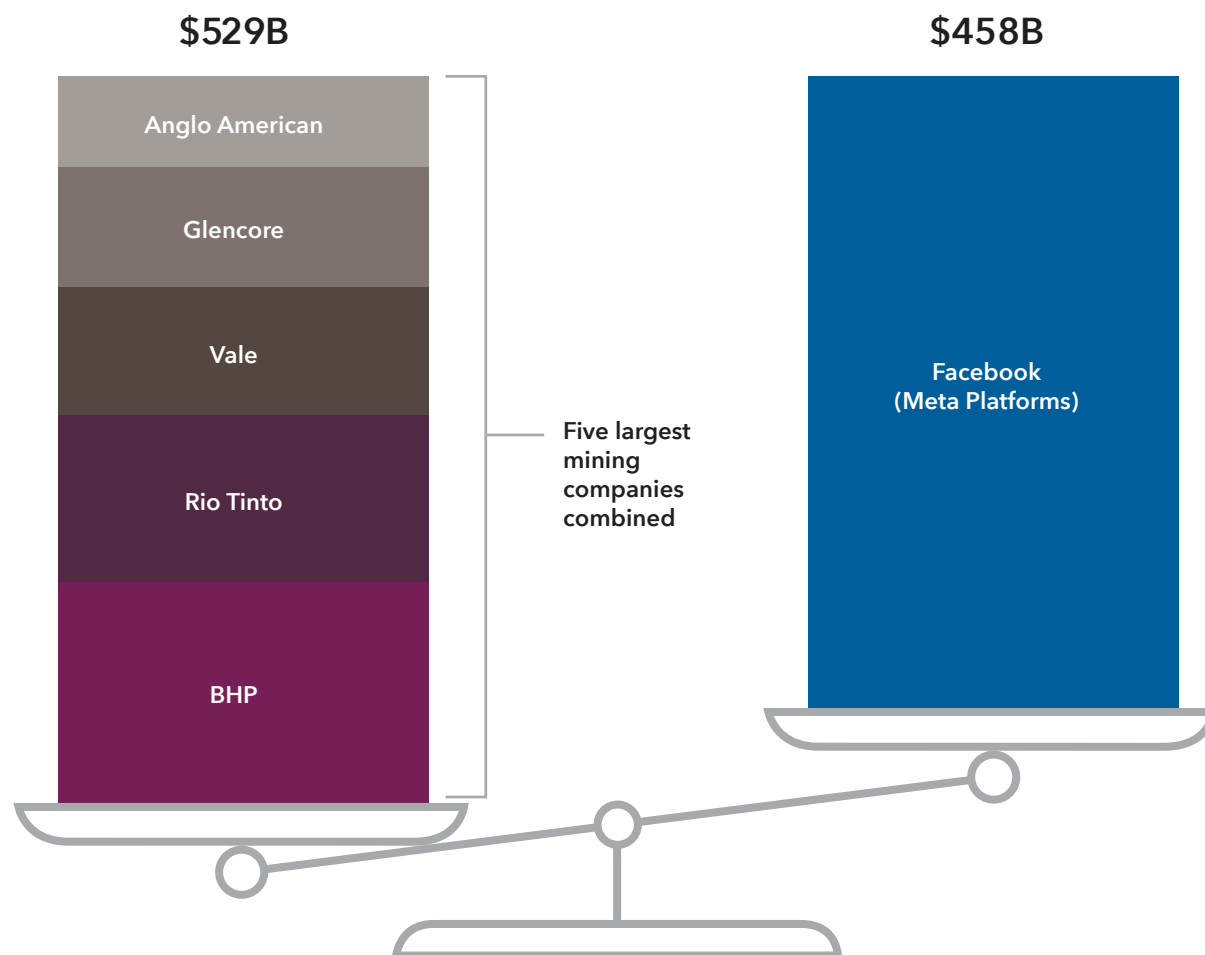 $529B
$458B
Anglo American
Glencore
Vale
Rio Tinto
BHP
Five largest
mining
companies
combined
Facebook
(Meta Platforms)